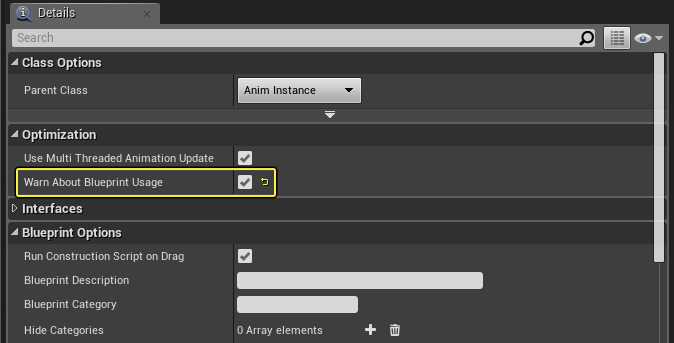 Details
Search
Class Options
Parent Class Anim Instance
Optimization
Use Multi Threaded Animation Update
Warn About Blueprint Usage
Interfaces
Blueprint Options
Run Construction Script on Drag
Blueprint Description
Blueprint Category
Hide Categories 0 Array elements